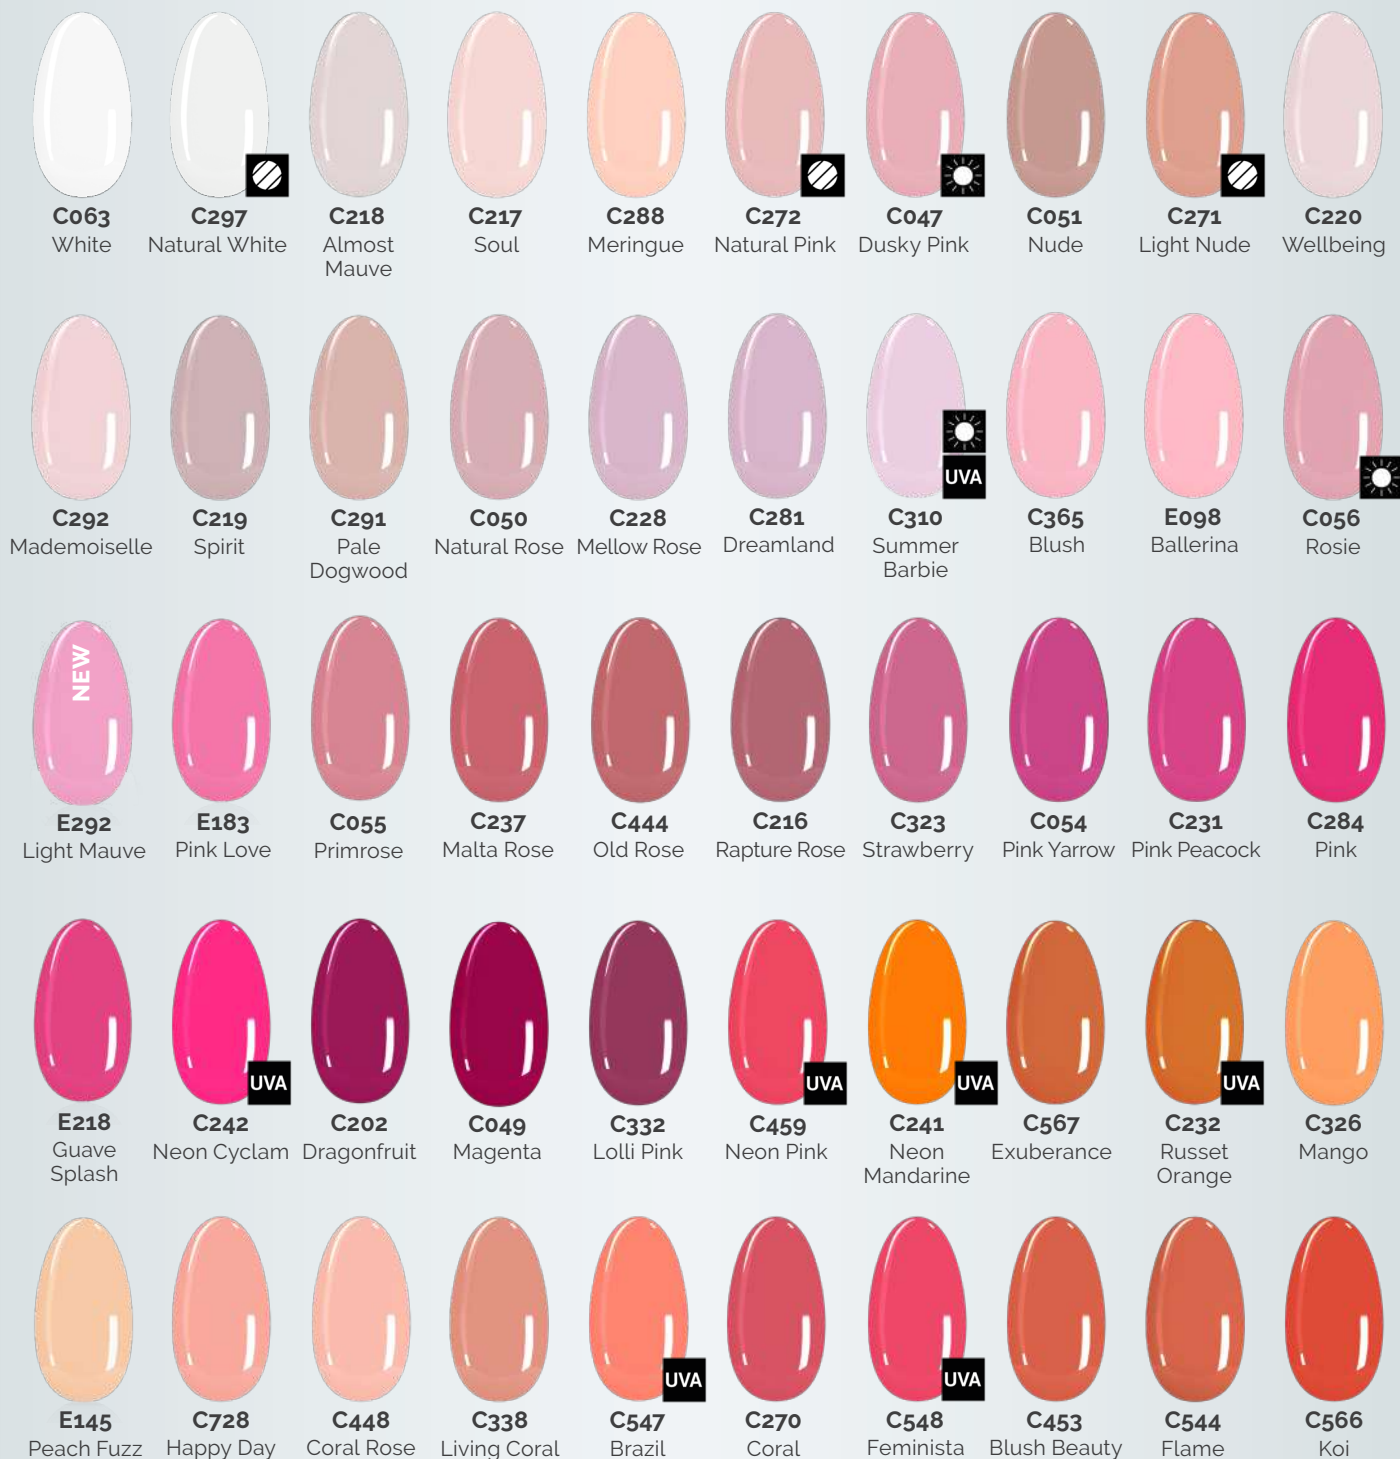 C063 C297 C218 C217 C288 C272 C047 C051 C271 C220
White Natural White Almost Soul Meringue Natural Pink Dusky Pink Nude Light Nude Wellbeing
Mauve
UVA
C292 C219 C291 C050 C228 C281 C310 C365 E098 C056
Mademoiselle Spirit Pale Natural Rose Mellow Rose Dreamland Summer Blush Ballerina Rosie
Dogwood Barbie
NEW
E292 E183 C055 C237 C444 C216 C323 C054 C231 C284
Light Mauve Pink Love Primrose Malta Rose Old Rose Rapture Rose Strawberry Pink Yarrow Pink Peacock Pink
UVA UVA UVA UVA
E218 C242 C202 C049 C332 C459 C241 C567 C232 C326
Guave Neon Cyclam Dragonfruit Magenta Lolli Pink Neon Pink Neon Exuberance Russet Mango
Splash Mandarine Orange
UVA UVA
E145 C728 C448 C338 C547 C270 C548 C453 C544 C566
Peach Fuzz Happy Day Coral Rose Living Coral Brazil Coral Feminista Blush Beauty Flame Koi